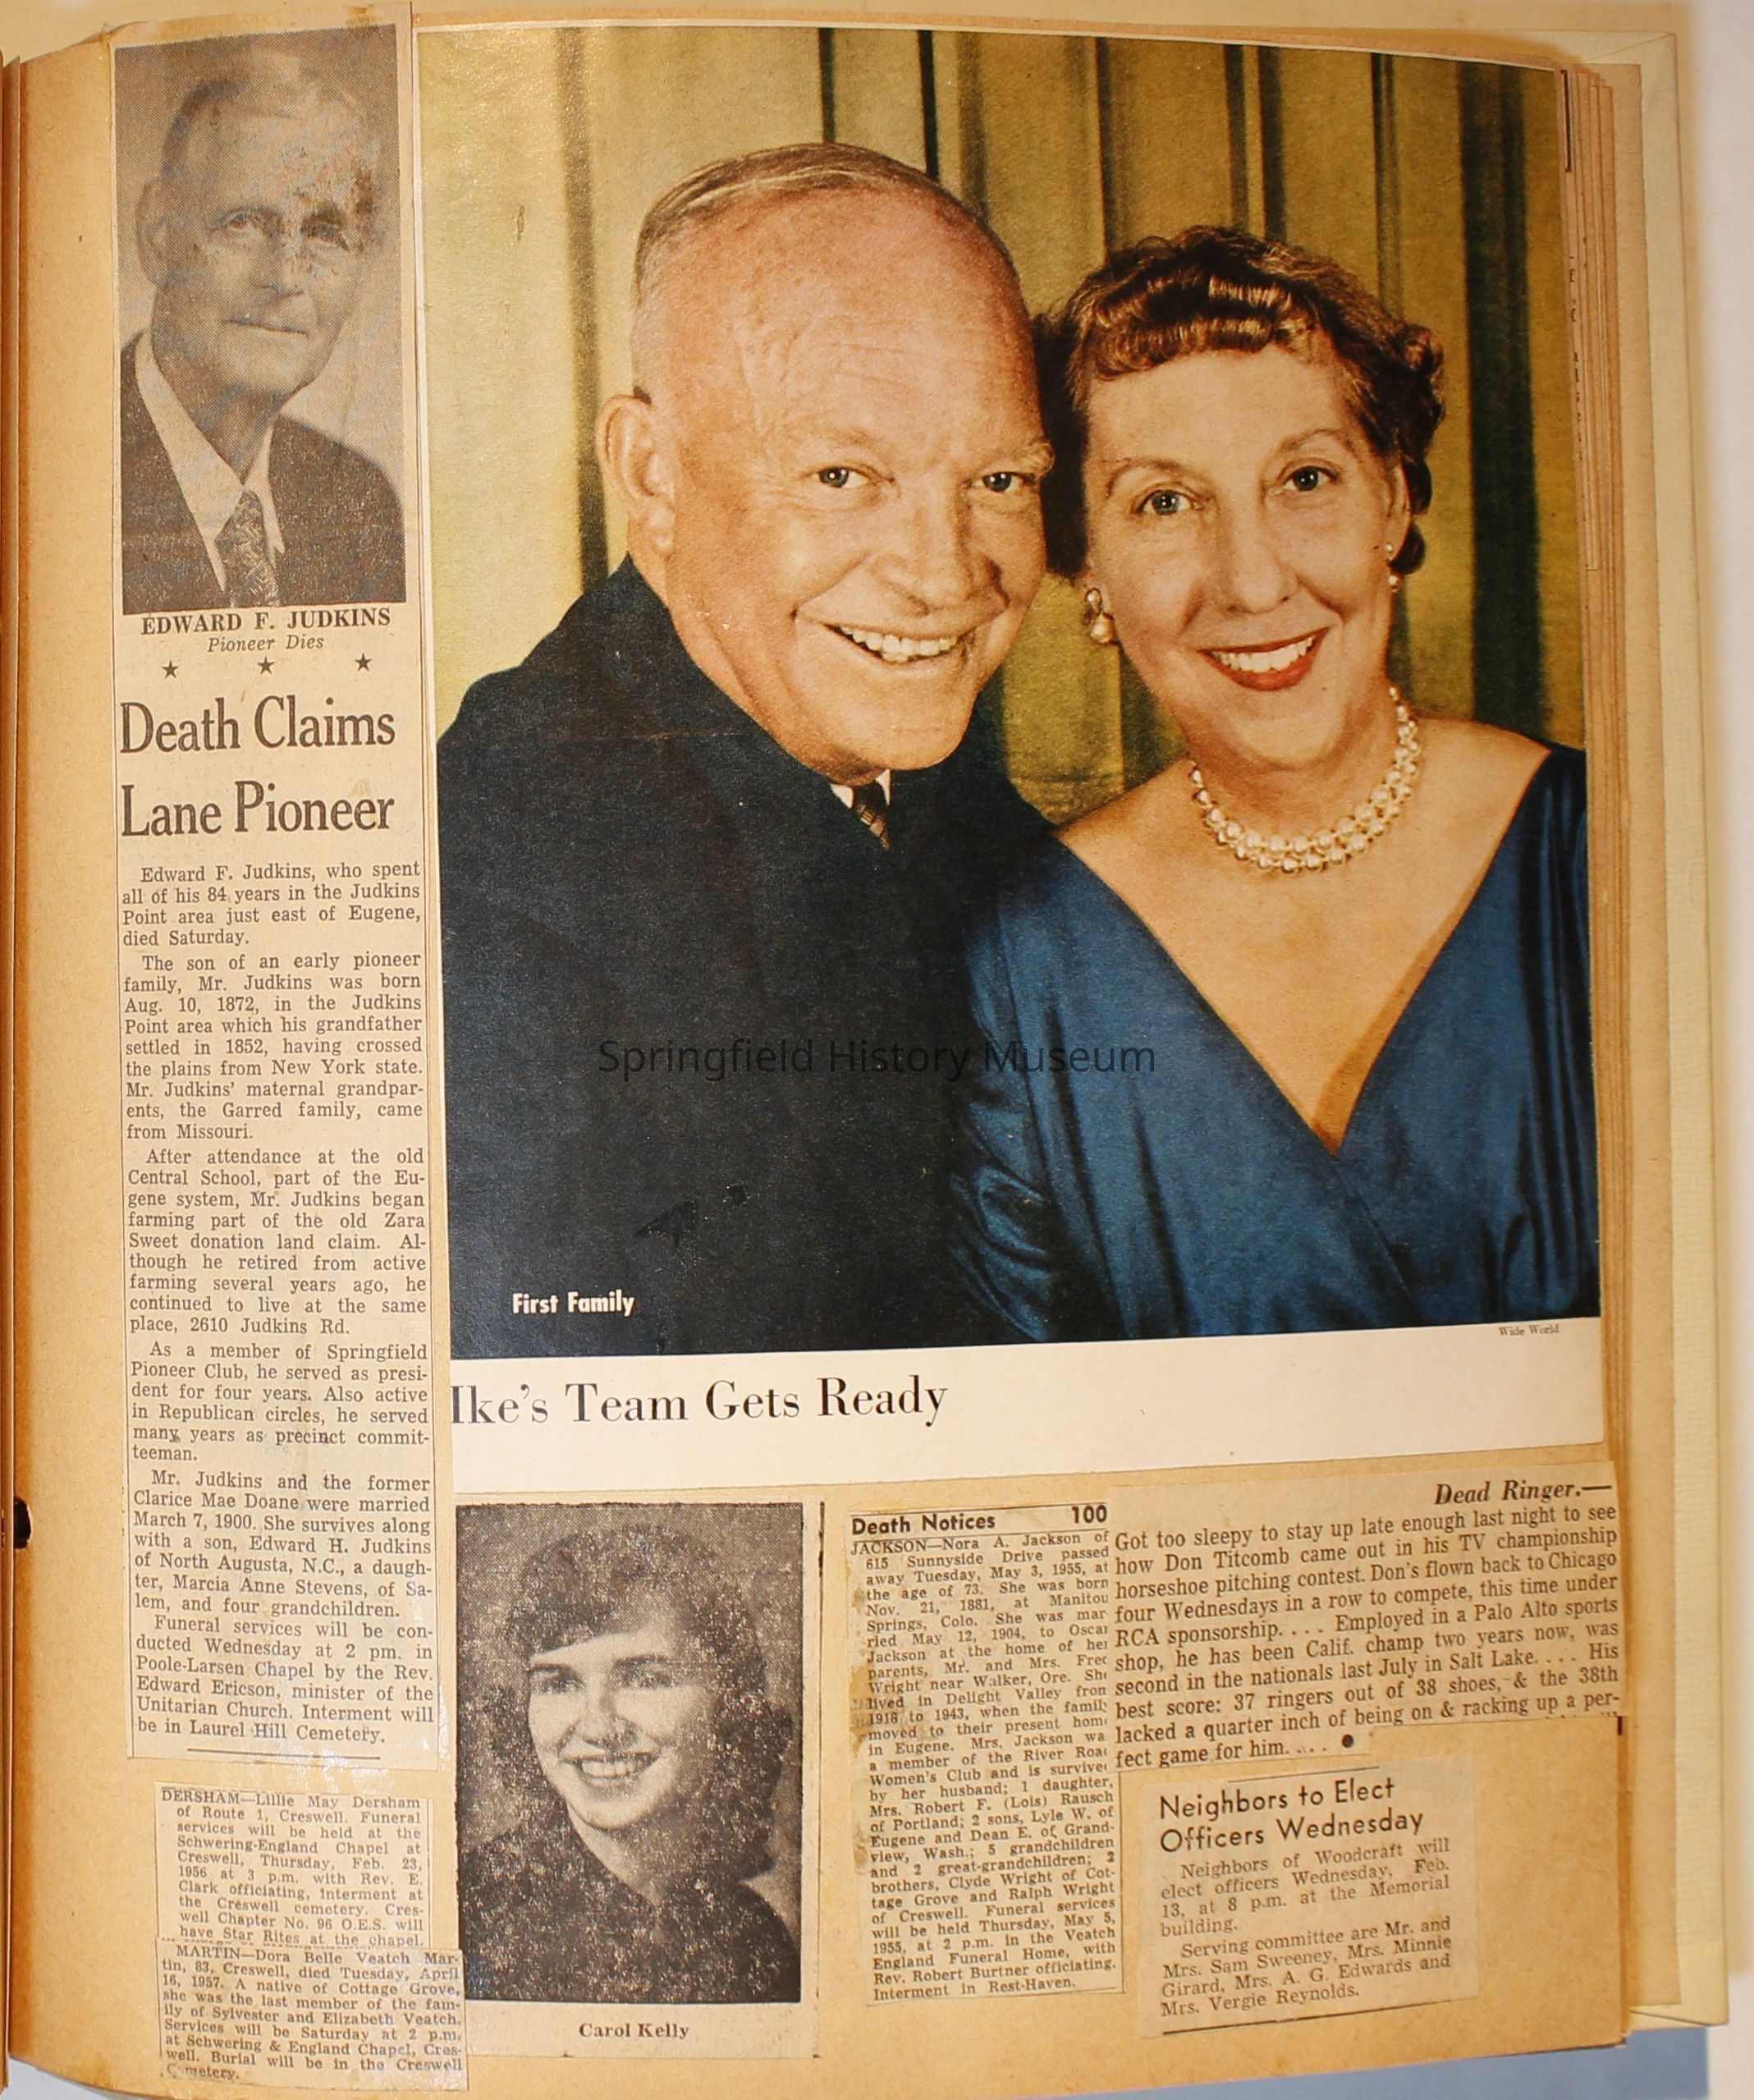 EDWARD F. JUDKINS
Pioneer Dies
★ ★ ★
Death Claims
Lane Pioneer
Edward F. Judkins, who spent
all of his 84 years in the Judkins
Point area just east of Eugene,
died Saturday.
The son of an early pioneer
family, Mr. Judkins was born
Aug. 10, 1872, in the Judkins
Point area which his grandfather
settled in 1852, having crossed
the plains from New York state.
Mr. Judkins' maternal grandpar-
ents, the Garred family, came
from Missouri.
After attendance at the old
Central School, part of the Eu-
gene system, Mr. Judkins began
farming part of the old Zara
Sweet donation land claim. Al-
though he retired from active
farming several years ago, he
continued to live at the same
place, 2610 Judkins Rd.
As a member of Springfield
Pioneer Club, he served as presi-
dent for four years. Also active
in Republican circles, he served
many years as precinct commit-
teeman.
Mr. Judkins and the former
Clarice Mae Doane were married
March 7, 1900. She survives along
with a son, Edward H. Judkins
of North Augusta, N.C., a daugh-
ter, Marcia Anne Stevens, of Sa-
lem, and four grandchildren.
Funeral services will be con-
ducted Wednesday at 2 pm. in
Poole-Larsen Chapel by the Rev.
Edward Ericson, minister of the
Unitarian Church. Interment will
be in Laurel Hill Cemetery.
DERSHAM—Lillie May Dersham
of Route 1, Creswell. Funeral
services will be held at the
Schwering-England Chapel at
Creswell, Thursday, Feb. 23,
1956 at 3 p.m. with Rev. E.
Clark officiating, interment at
the Creswell cemetery. Cres-
well Chapter No. 96 O.E.S. will
have Star Rites at the chapel.
MARTIN—Dora Belle Veatch Mar-
tin, 83, Creswell, died Tuesday, April
16, 1957. A native of Cottage Grove,
she was the last member of the fam-
ily of Sylvester and Elizabeth Veatch.
Services will be Saturday at 2 p.m.
at Schwering & England Chapel, Cres-
well. Burial will be in the Creswell
Cemetery.
Springfield History Museum
First Family
Wide World
Ike's Team Gets Ready
Carol Kelly
Death Notices 100
JACKSON—Nora A. Jackson of
615 Sunnyside Drive passed
away Tuesday, May 3, 1955, at
the age of 73. She was born
Nov. 21, 1881, at Manitou
Springs, Colo. She was mar
ried May 12, 1904, to Oscar
Jackson at the home of her
parents, Mr. and Mrs. Fred
Wright near Walker, Ore. She
lived in Delight Valley from
1918 to 1943, when the family
moved to their present home
in Eugene. Mrs. Jackson wa
a member of the River Road
Women's Club and is survived
by her husband; 1 daughter,
Mrs. Robert F. (Lois) Rausch
of Portland; 2 sons, Lyle W. of
Eugene and Dean E. of Grand-
view, Wash.; 5 grandchildren
and 2 great-grandchildren; 2
brothers, Clyde Wright of Cot-
tage Grove and Ralph Wright
of Creswell. Funeral services
will be held Thursday, May 5,
1955, at 2 p.m. in the Veatch
England Funeral Home, with
Rev. Robert Burtner officiating.
Interment in Rest-Haven.
Dead Ringer.—
Got too sleepy to stay up late enough last night to see
how Don Titcomb came out in his TV championship
horseshoe pitching contest. Don's flown back to Chicago
four Wednesdays in a row to compete, this time under
RCA sponsorship. . . . Employed in a Palo Alto sports
shop, he has been Calif. champ two years now, was
second in the nationals last July in Salt Lake. . . . His
best score: 37 ringers out of 38 shoes, & the 38th
lacked a quarter inch of being on & racking up a per-
fect game for him. . . . ●
Neighbors to Elect
Officers Wednesday
Neighbors of Woodcraft will
elect officers Wednesday, Feb.
13, at 8 p.m. at the Memorial
building.
Serving committee are Mr. and
Mrs. Sam Sweeney, Mrs. Minnie
Girard, Mrs. A. G. Edwards and
Mrs. Vergie Reynolds.